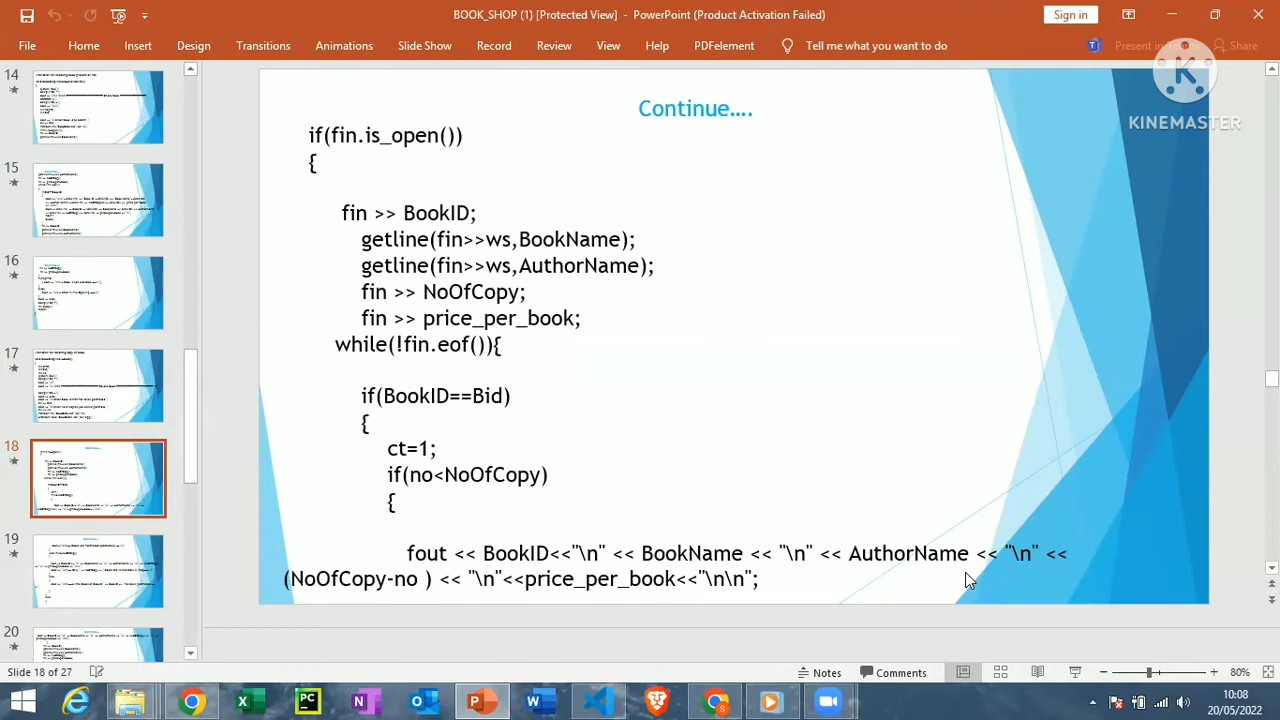 BOOK_SHOP (1) [Protected View] - PowerPoint (Product Activation Failed)
Sign in
File Home Insert Design Transitions Animations Slide Show Record Review View Help PDFelement Tell me what you want to do Present in Teams Share
K
KINEMASTER
14
15
16
17
18
19
20
Continue....
if(fin.is_open())
{
fin >> BookID;
getline(fin>>ws,BookName);
getline(fin>>ws,AuthorName);
fin >> NoOfCopy;
fin >> price_per_book;
while(!fin.eof()){
if(BookID==Bid)
{
ct=1;
if(no<NoOfCopy)
{
fout << BookID<<"\n" << BookName << "\n" << AuthorName << "\n" <<
(NoOfCopy-no ) << "\n"<<price_per_book<<"\n\n";
Slide 18 of 27 Notes Comments 80%
10:08
20/05/2022